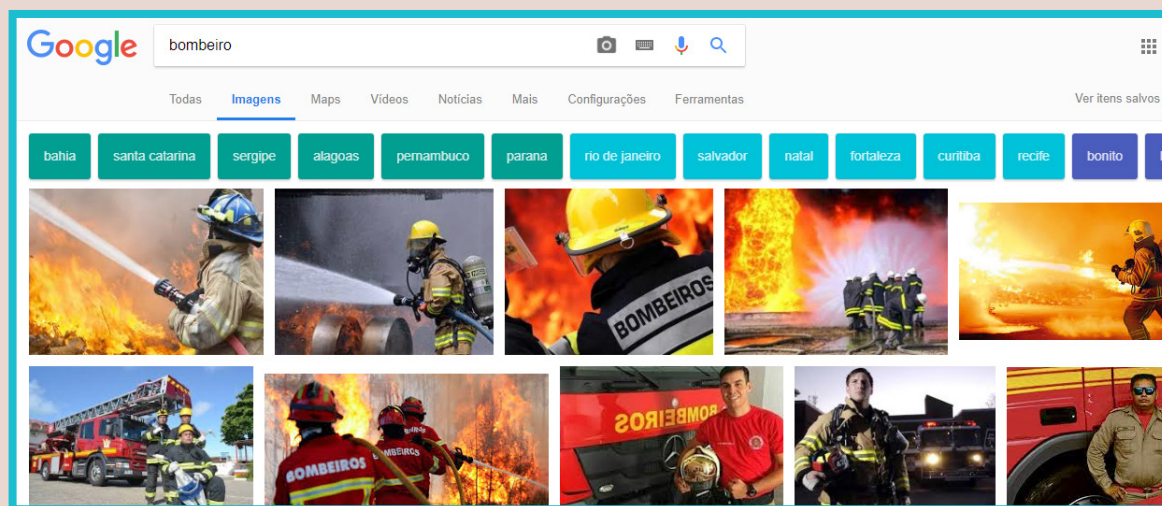 Google bombeiro
Todas Imagens Maps Vídeos Notícias Mais Configurações Ferramentas Ver itens salvos
bahia santa catarina sergipe alagoas pernambuco parana rio de janeiro salvador natal fortaleza curitiba recife bonito
BOMBEIROS
BOMBEIROS
BOMBEIROS